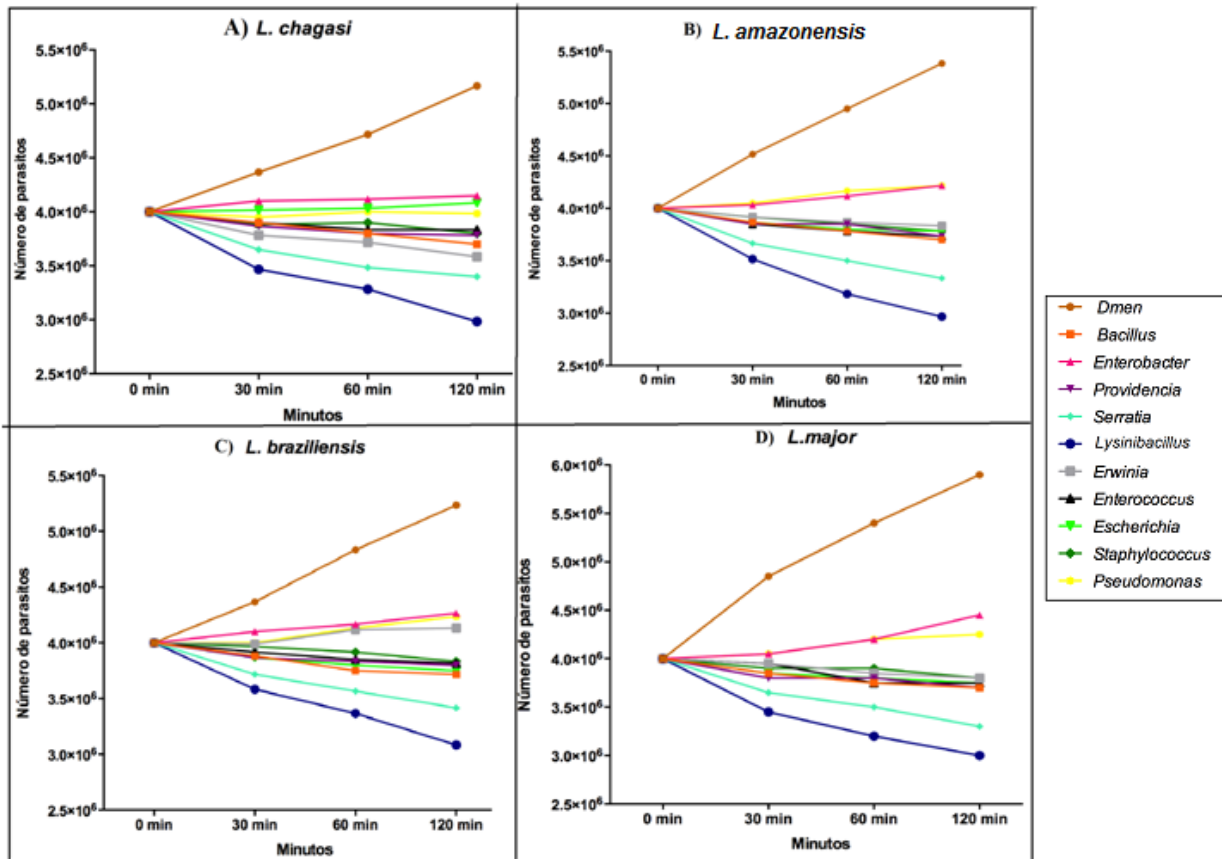 A) L. chagasi
Número de parasitos
5.5×10⁶
5.0×10⁶
4.5×10⁶
4.0×10⁶
3.5×10⁶
3.0×10⁶
2.5×10⁶
0 min 30 min 60 min 120 min
Minutos
B) L. amazonensis
Número de parasitos
5.5×10⁶
5.0×10⁶
4.5×10⁶
4.0×10⁶
3.5×10⁶
3.0×10⁶
2.5×10⁶
0 min 30 min 60 min 120 min
Minutos
C) L. braziliensis
Número de parasitos
5.5×10⁶
5.0×10⁶
4.5×10⁶
4.0×10⁶
3.5×10⁶
3.0×10⁶
2.5×10⁶
0 min 30 min 60 min 120 min
Minutos
D) L.major
Número de parasitos
6.0×10⁶
5.5×10⁶
5.0×10⁶
4.5×10⁶
4.0×10⁶
3.5×10⁶
3.0×10⁶
2.5×10⁶
0 min 30 min 60 min 120 min
Minutos
Dmen
Bacillus
Enterobacter
Providencia
Serratia
Lysinibacillus
Erwinia
Enterococcus
Escherichia
Staphylococcus
Pseudomonas